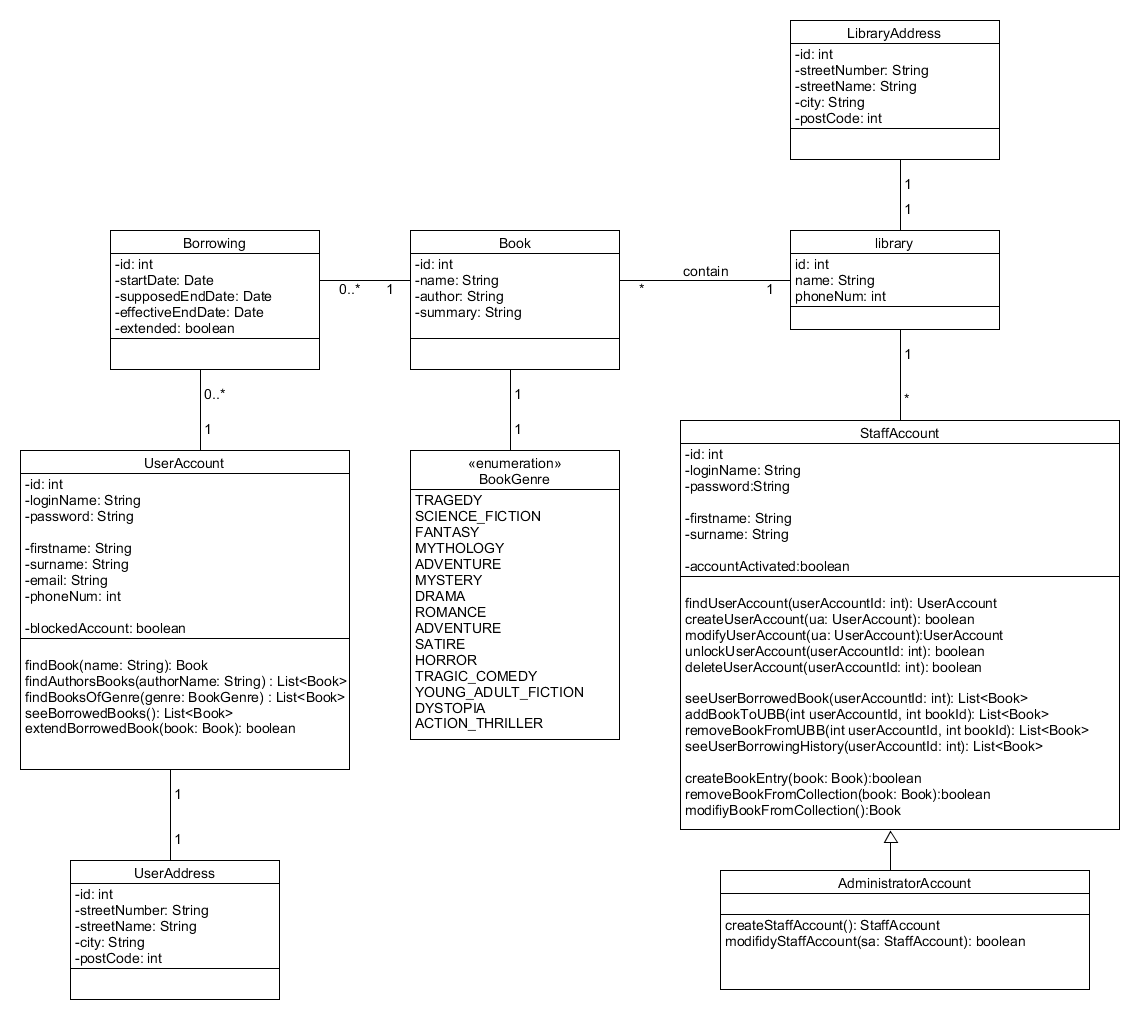 LibraryAddress
-id: int
-streetNumber: String
-streetName: String
-city: String
-postCode: int
1
1
Borrowing
-id: int
-startDate: Date
-supposedEndDate: Date
-effectiveEndDate: Date
-extended: boolean
0..*
1
Book
-id: int
-name: String
-author: String
-summary: String
contain
*
1
library
id: int
name: String
phoneNum: int
0..*
1
1
1
1
*
UserAccount
-id: int
-loginName: String
-password: String
-firstname: String
-surname: String
-email: String
-phoneNum: int
-blockedAccount: boolean
findBook(name: String): Book
findAuthorsBooks(authorName: String) : List<Book>
findBooksOfGenre(genre: BookGenre) : List<Book>
seeBorrowedBooks(): List<Book>
extendBorrowedBook(book: Book): boolean
«enumeration»
BookGenre
TRAGEDY
SCIENCE_FICTION
FANTASY
MYTHOLOGY
ADVENTURE
MYSTERY
DRAMA
ROMANCE
ADVENTURE
SATIRE
HORROR
TRAGIC_COMEDY
YOUNG_ADULT_FICTION
DYSTOPIA
ACTION_THRILLER
StaffAccount
-id: int
-loginName: String
-password:String
-firstname: String
-surname: String
-accountActivated:boolean
findUserAccount(userAccountId: int): UserAccount
createUserAccount(ua: UserAccount): boolean
modifyUserAccount(ua: UserAccount):UserAccount
unlockUserAccount(userAccountId: int): boolean
deleteUserAccount(userAccountId: int): boolean
seeUserBorrowedBook(userAccountId: int): List<Book>
addBookToUBB(int userAccountId, int bookId): List<Book>
removeBookFromUBB(int userAccountId, int bookId): List<Book>
seeUserBorrowingHistory(userAccountId: int): List<Book>
createBookEntry(book: Book):boolean
removeBookFromCollection(book: Book):boolean
modifiyBookFromCollection():Book
1
1
UserAddress
-id: int
-streetNumber: String
-streetName: String
-city: String
-postCode: int
AdministratorAccount
createStaffAccount(): StaffAccount
modifidyStaffAccount(sa: StaffAccount): boolean